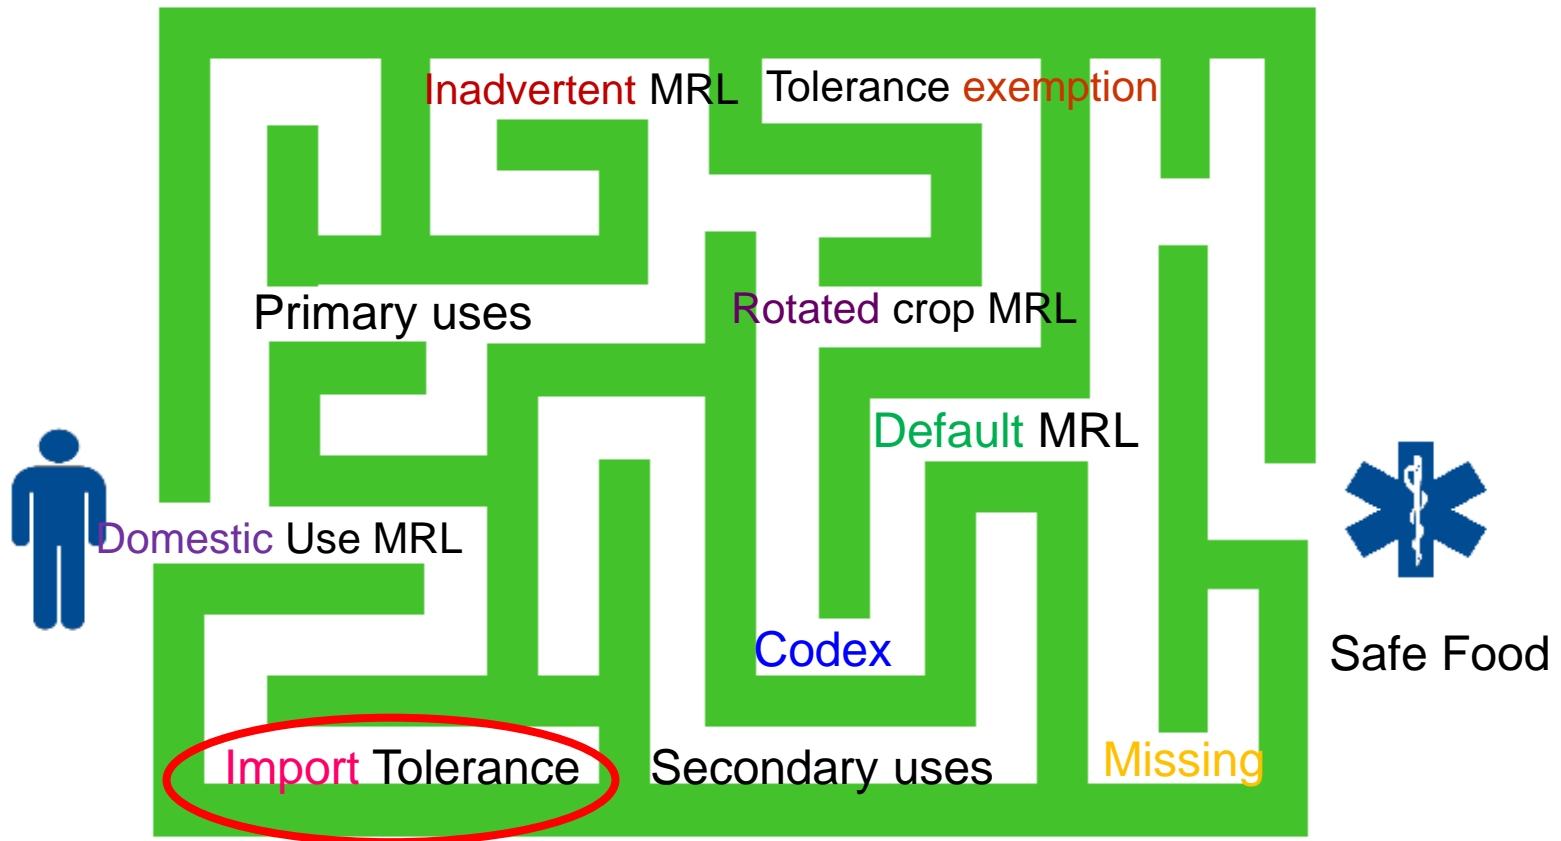 Inadvertent MRL
Tolerance exemption
Primary uses
Rotated crop MRL
Default MRL
Domestic Use MRL
Codex
Safe Food
Import Tolerance
Secondary uses
Missing